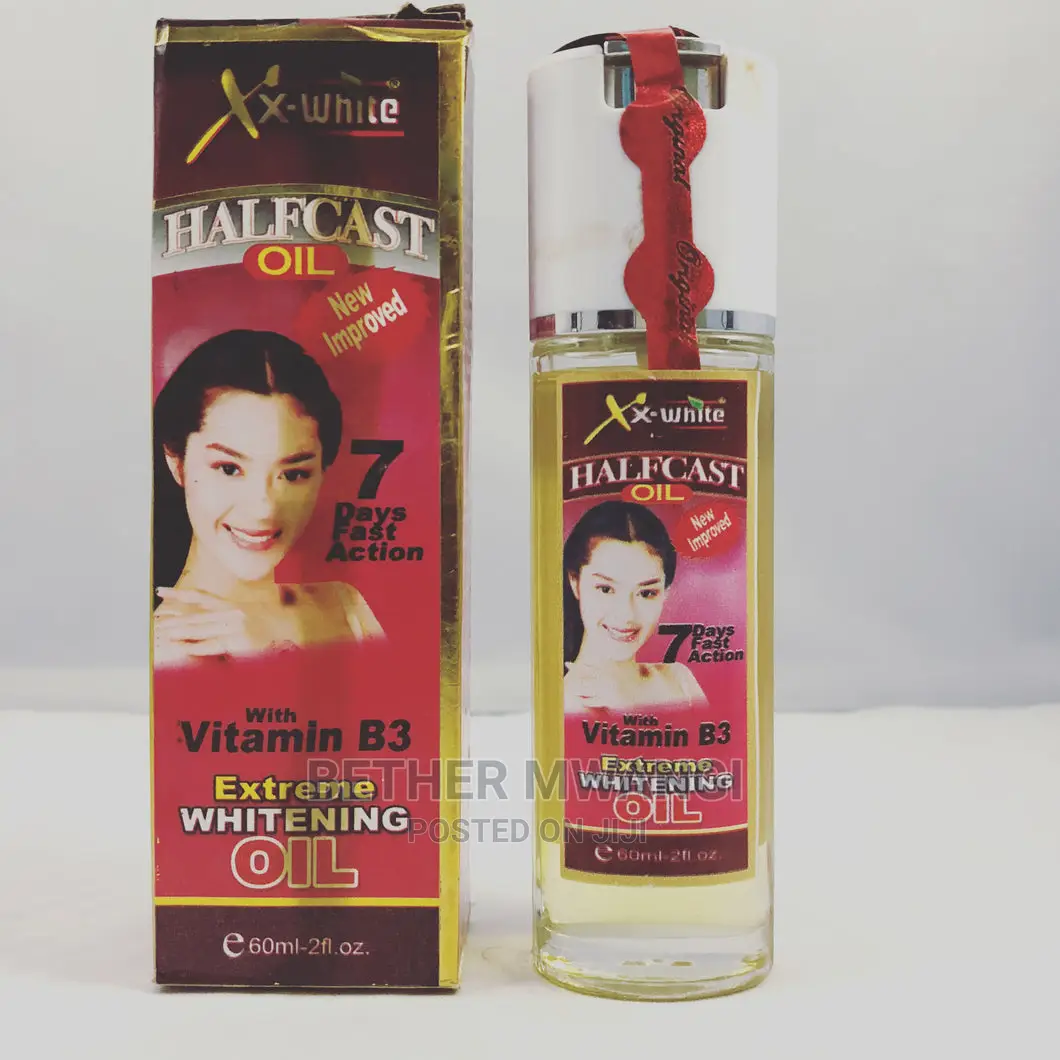 x-white®
HALFCAST
OIL
New
Improved
7
Days
Fast
Action
With
Vitamin B3
Extreme
WHITENING
OIL
e 60ml-2fl.oz.
Original
Original
x-white
HALFCAST
OIL
New
Improved
7
Days
Fast
Action
With
Vitamin B3
Extreme
WHITENING
OIL
e 60ml-2fl.oz.
BETHER MWANGI
POSTED ON JIJI